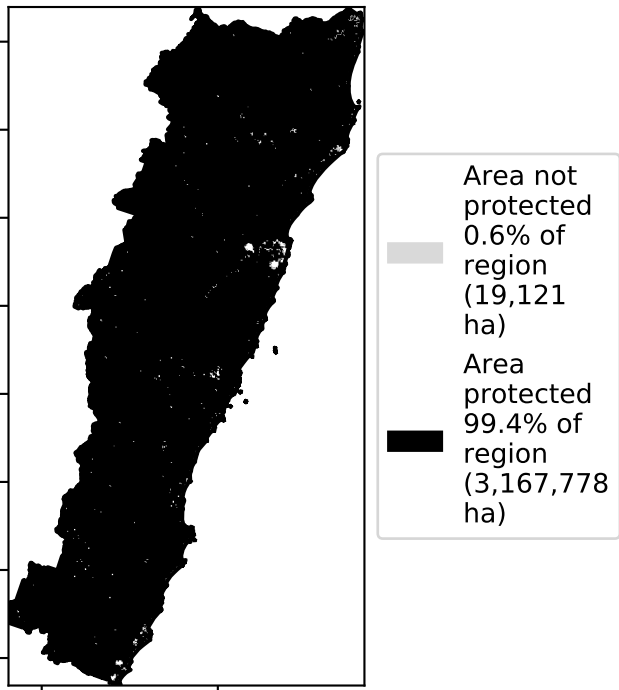 Area not
protected
0.6% of
region
(19,121
ha)
Area
protected
99.4% of
region
(3,167,778
ha)